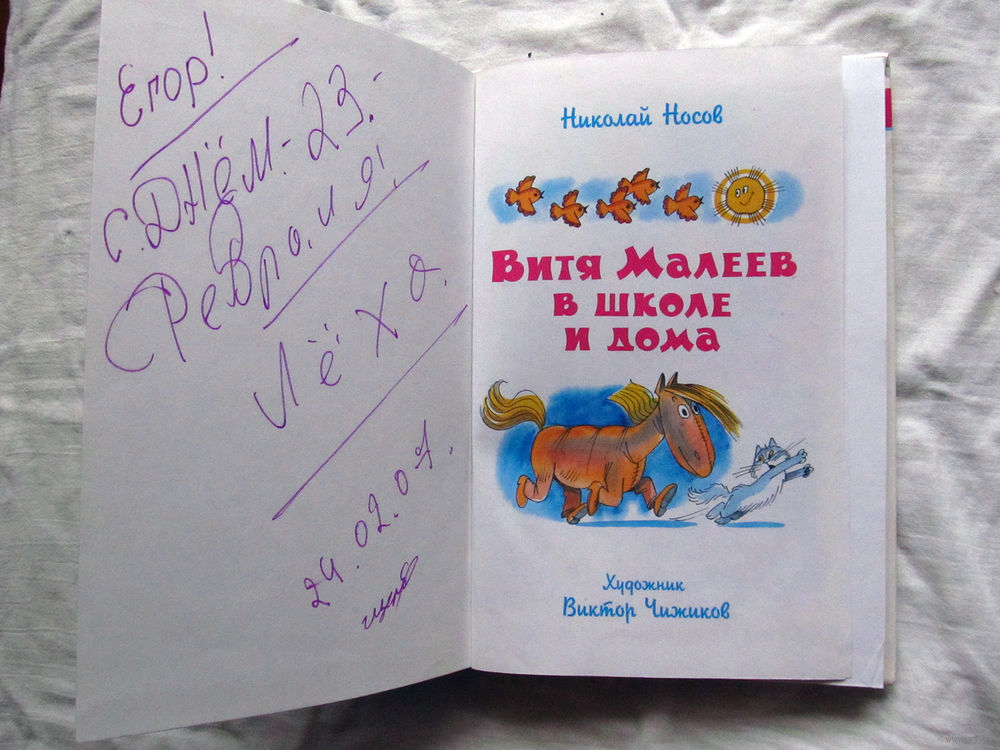 Егор!
С. ДНЁМ.- 23.-
Февраля!
Лёха.
24.02.07.
Николай Носов
Витя Малеев
в школе
и дома
Художник
Виктор Чижиков